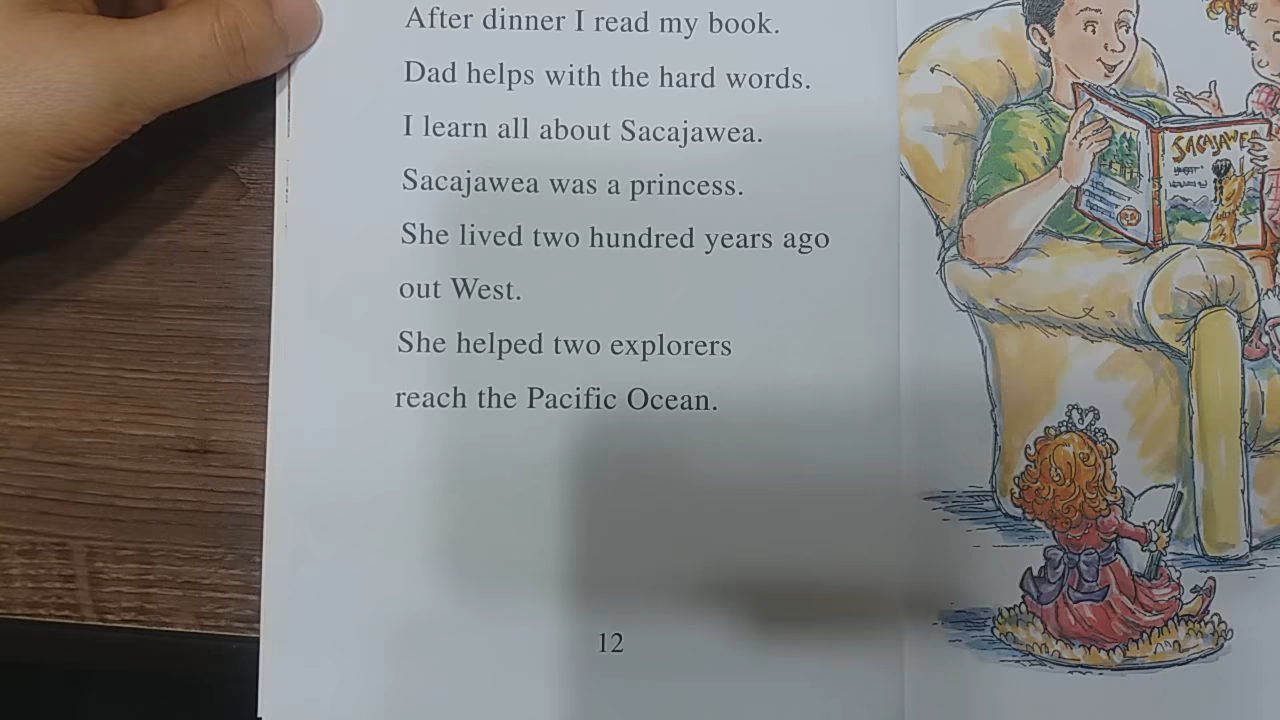 After dinner I read my book.
Dad helps with the hard words.
I learn all about Sacajawea.
Sacajawea was a princess.
She lived two hundred years ago
out West.
She helped two explorers
reach the Pacific Ocean.
12
SACAJAWEA